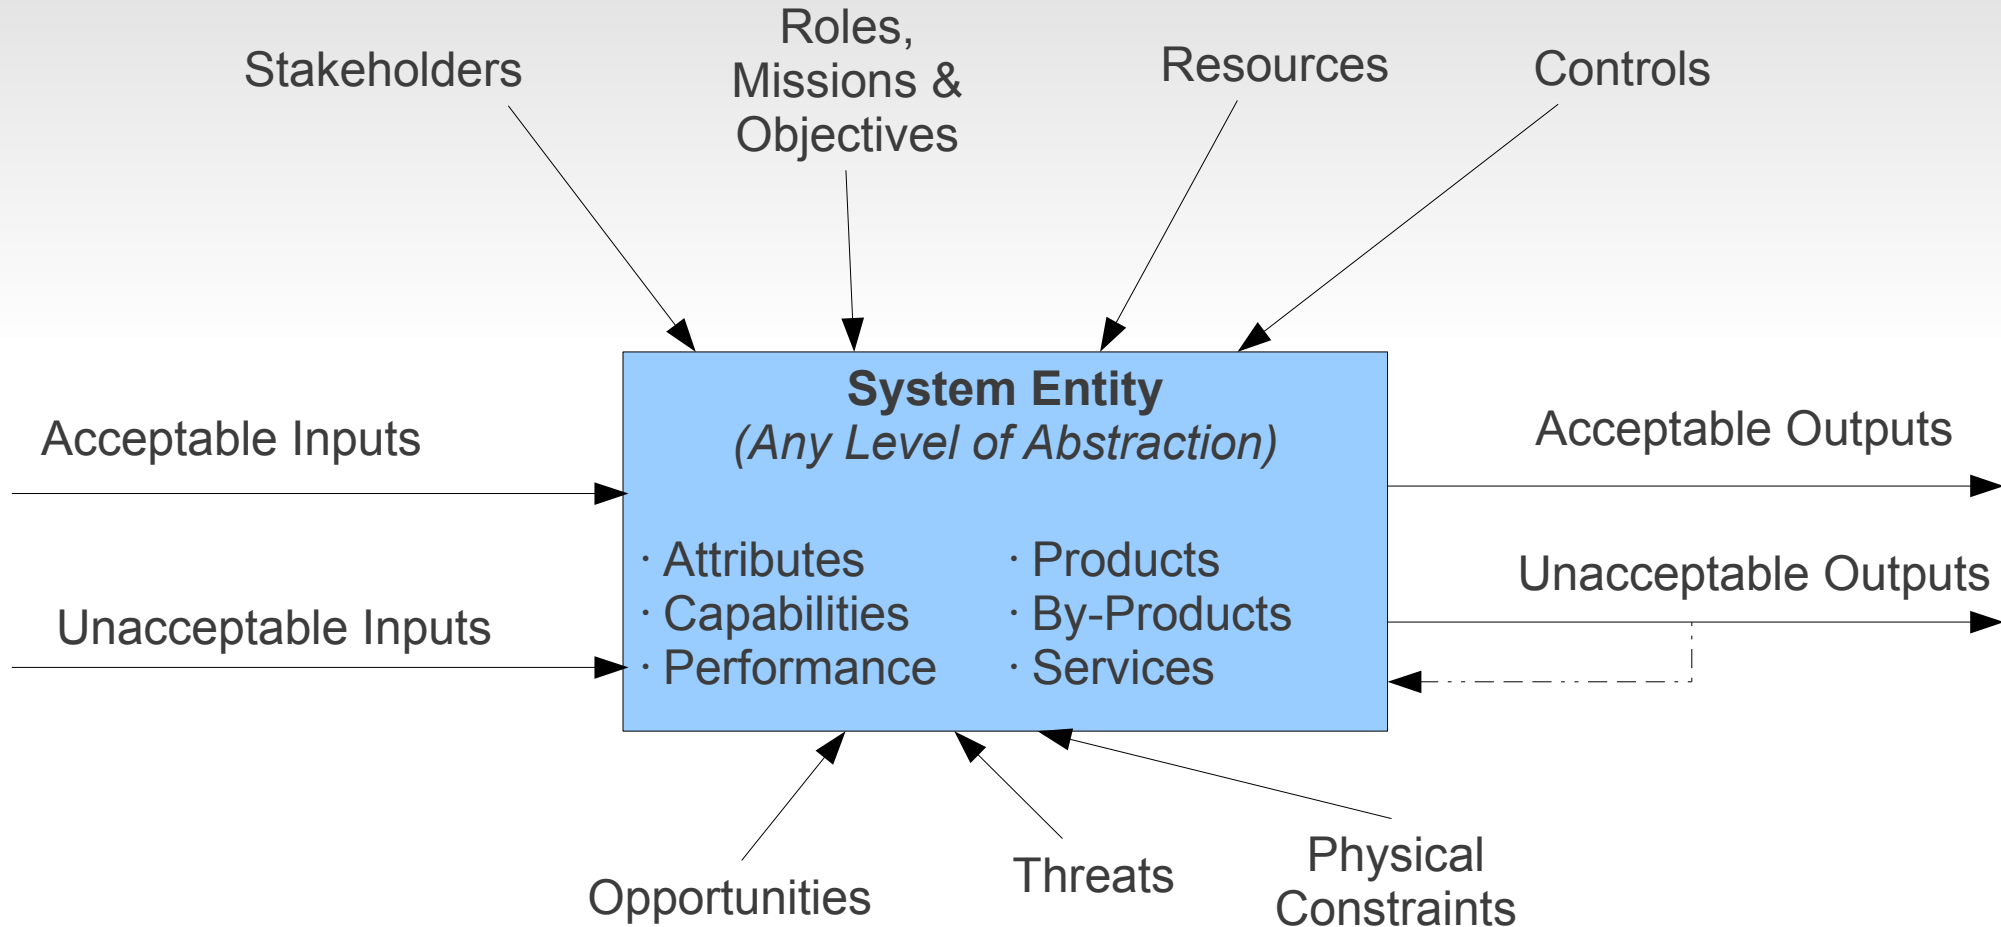 Stakeholders
Roles,
Missions &
Objectives
Resources
Controls
System Entity
(Any Level of Abstraction)
Acceptable Inputs
Acceptable Outputs
· Attributes
· Capabilities
· Performance
· Products
· By-Products
· Services
Unacceptable Inputs
Unacceptable Outputs
Opportunities
Threats
Physical
Constraints